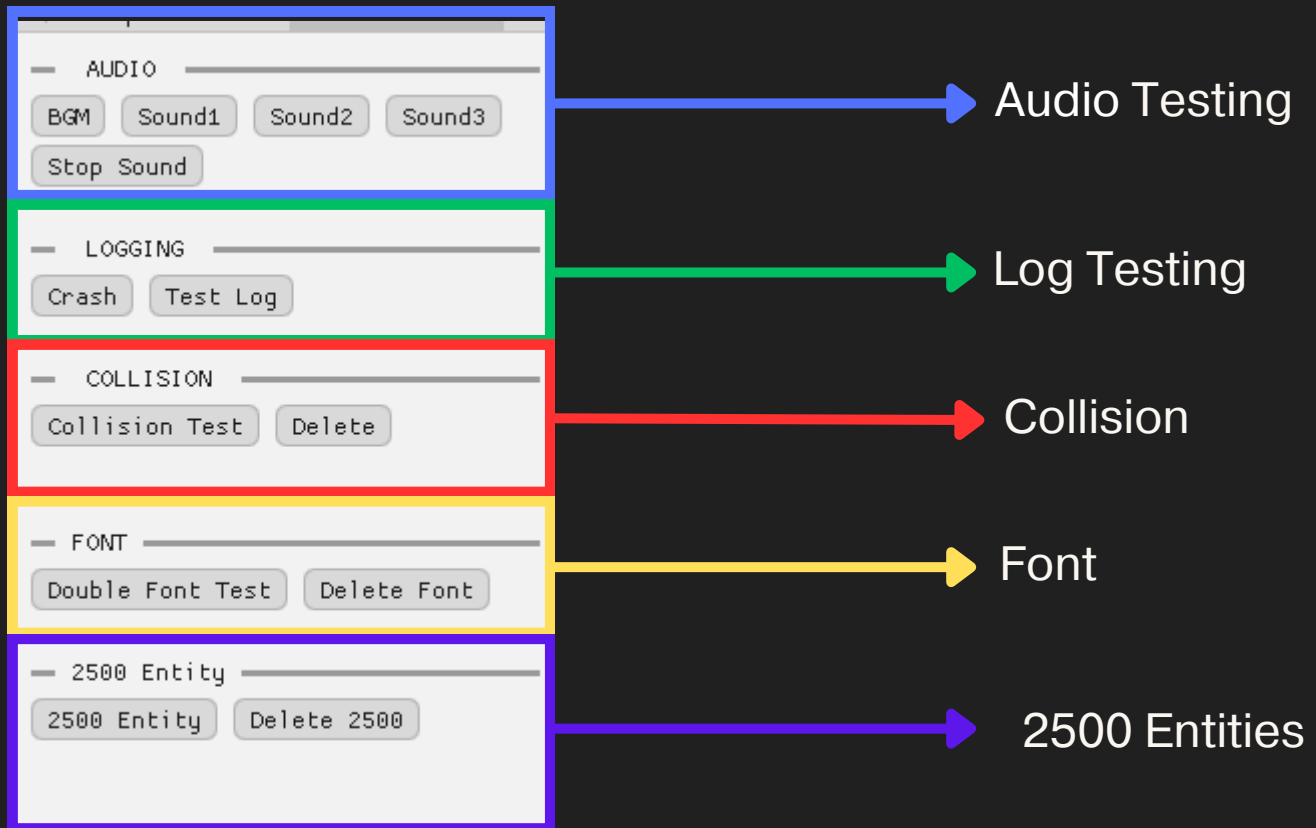 AUDIO
BGM Sound1 Sound2 Sound3
Stop Sound
Audio Testing
LOGGING
Crash Test Log
Log Testing
COLLISION
Collision Test Delete
Collision
FONT
Double Font Test Delete Font
Font
2500 Entity
2500 Entity Delete 2500
2500 Entities